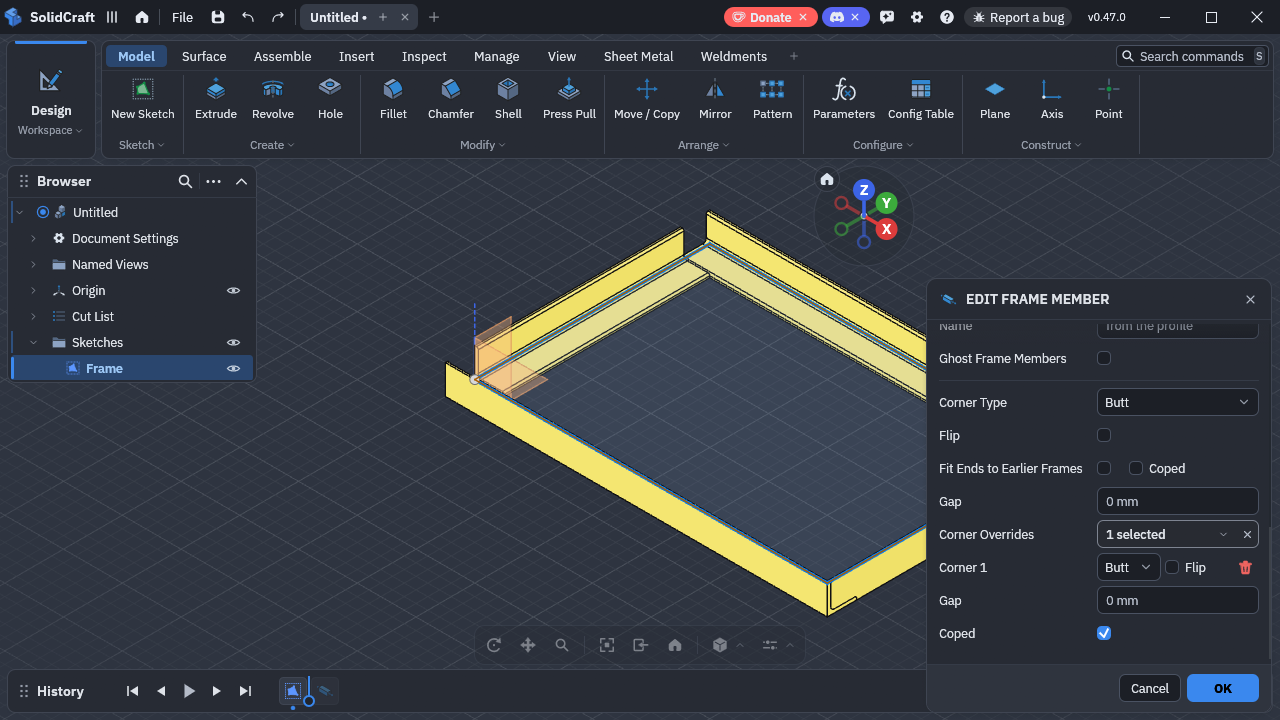 SolidCraft
File
Untitled •
Donate
Report a bug
v0.47.0
Design
Workspace
Model
Surface
Assemble
Insert
Inspect
Manage
View
Sheet Metal
Weldments
Search commands
S
New Sketch
Extrude
Revolve
Hole
Fillet
Chamfer
Shell
Press Pull
Move / Copy
Mirror
Pattern
Parameters
Config Table
Plane
Axis
Point
Sketch
Create
Modify
Arrange
Configure
Construct
Browser
Untitled
Document Settings
Named Views
Origin
Cut List
Sketches
Frame
Z
Y
X
EDIT FRAME MEMBER
Name
from the profile
Ghost Frame Members
Corner Type
Butt
Flip
Fit Ends to Earlier Frames
Coped
Gap
0 mm
Corner Overrides
1 selected
Corner 1
Butt
Flip
Gap
0 mm
Coped
Cancel
OK
History